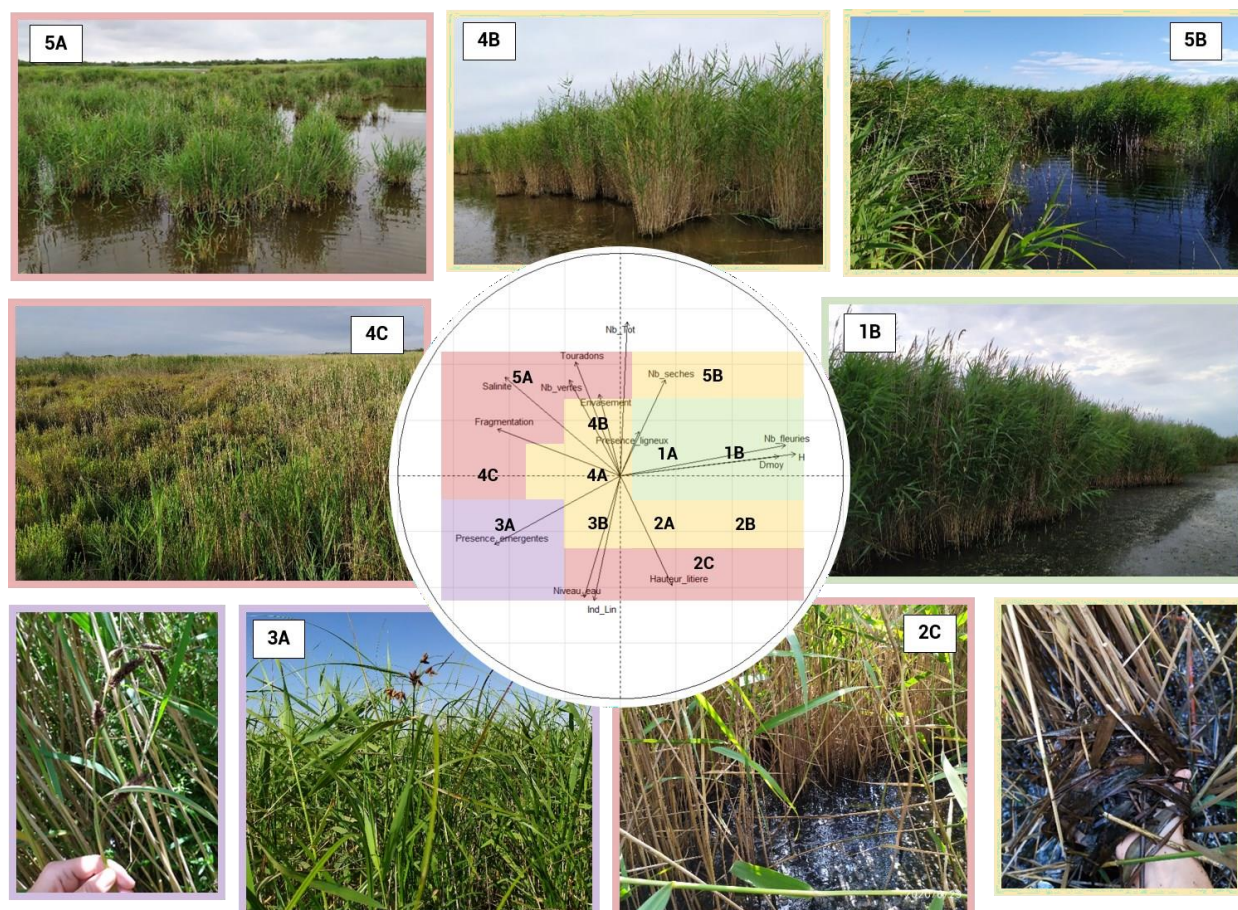 5A
4B
5B
4C
1B
Nb_Tot
Touradons
5A
Nb_seches
5B
Salinite
Nb_vertes
Envasement
Fragmentation
4B
Presence_ligneux
Nb_fleuries
1A
1B
H
Dmoy
4C
4A
3A
3B
2A
2B
Presence_emergentes
2C
Hauteur_litiere
Niveau_eau
Ind_Lin
3A
2C